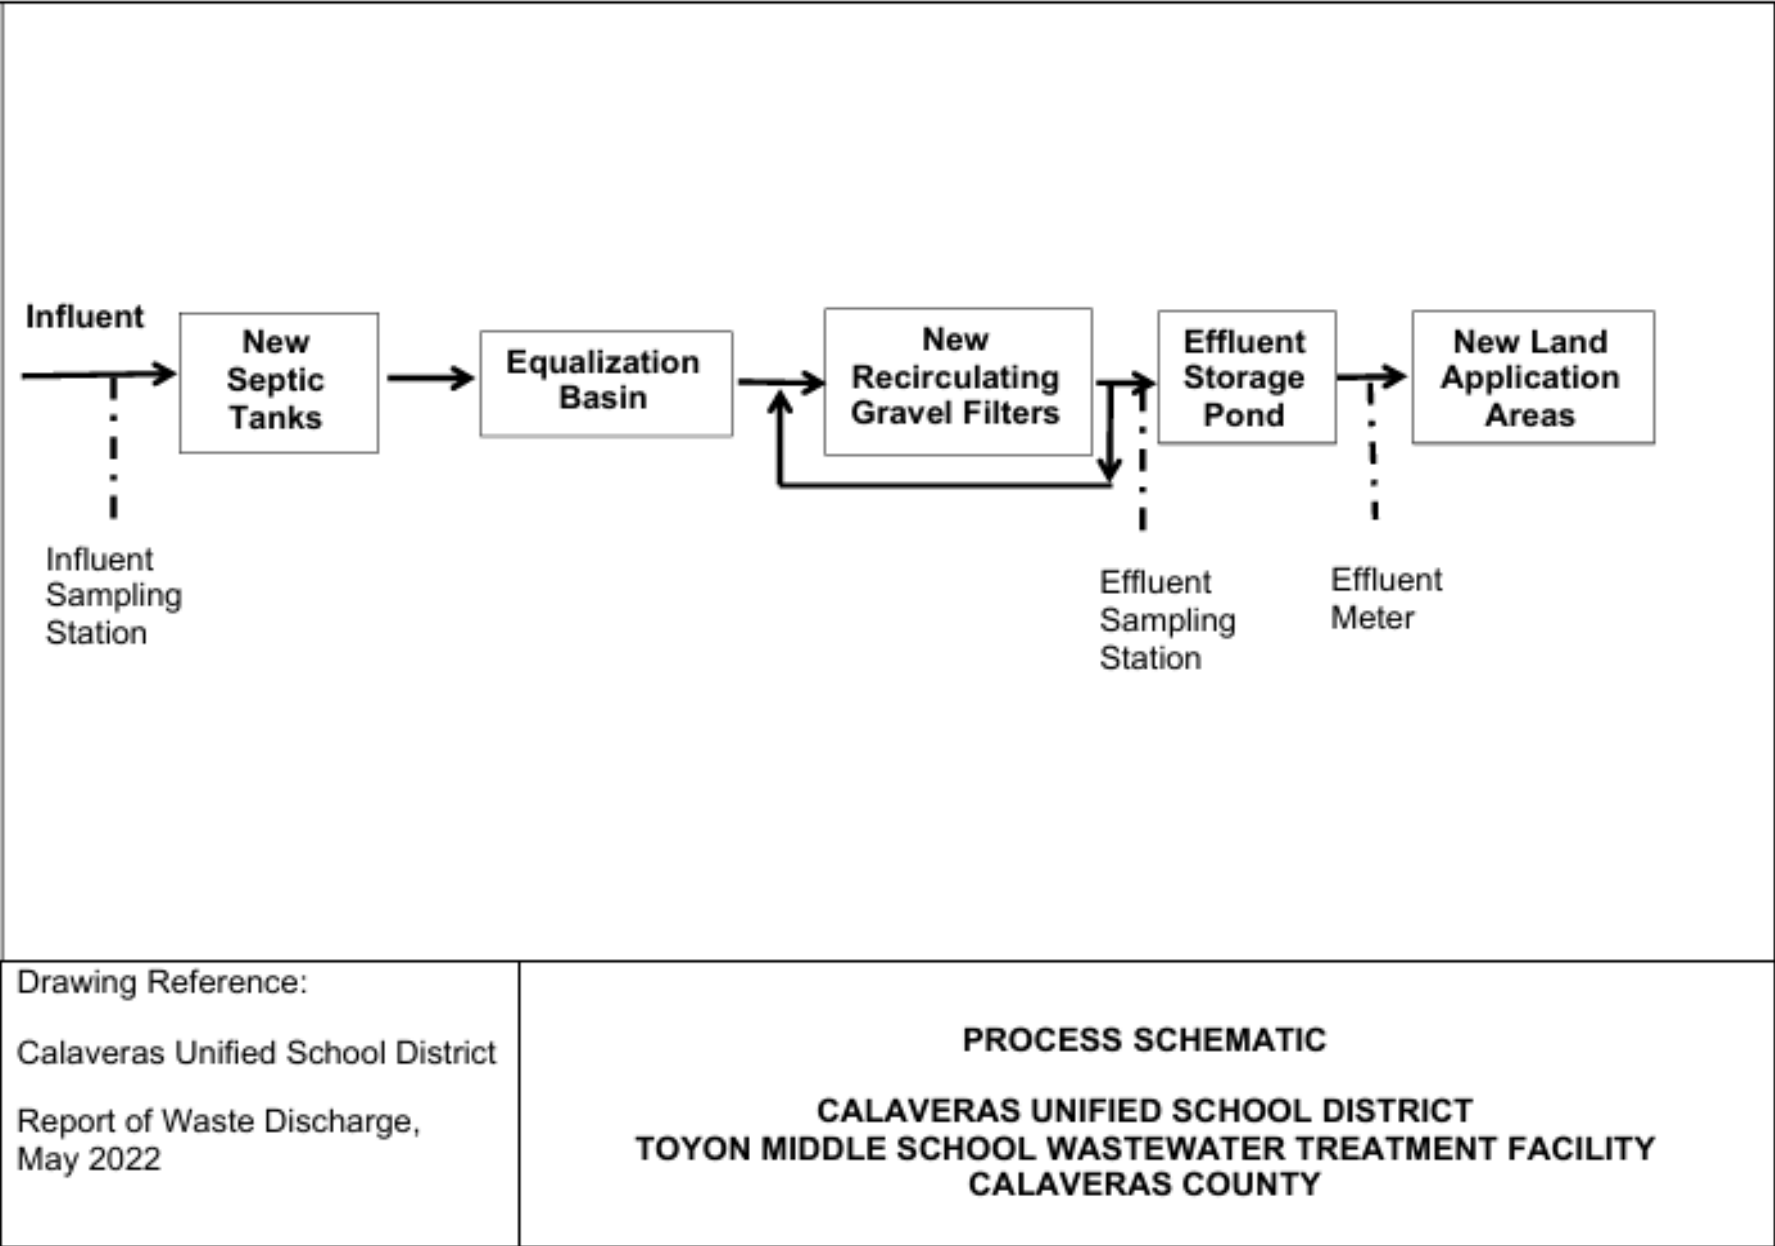 Influent
New
Septic
Tanks
Equalization
Basin
New
Recirculating
Gravel Filters
Effluent
Storage
Pond
New Land
Application
Areas
Influent
Sampling
Station
Effluent
Sampling
Station
Effluent
Meter
Drawing Reference:
Calaveras Unified School District
Report of Waste Discharge,
May 2022
PROCESS SCHEMATIC
CALAVERAS UNIFIED SCHOOL DISTRICT
TOYON MIDDLE SCHOOL WASTEWATER TREATMENT FACILITY
CALAVERAS COUNTY